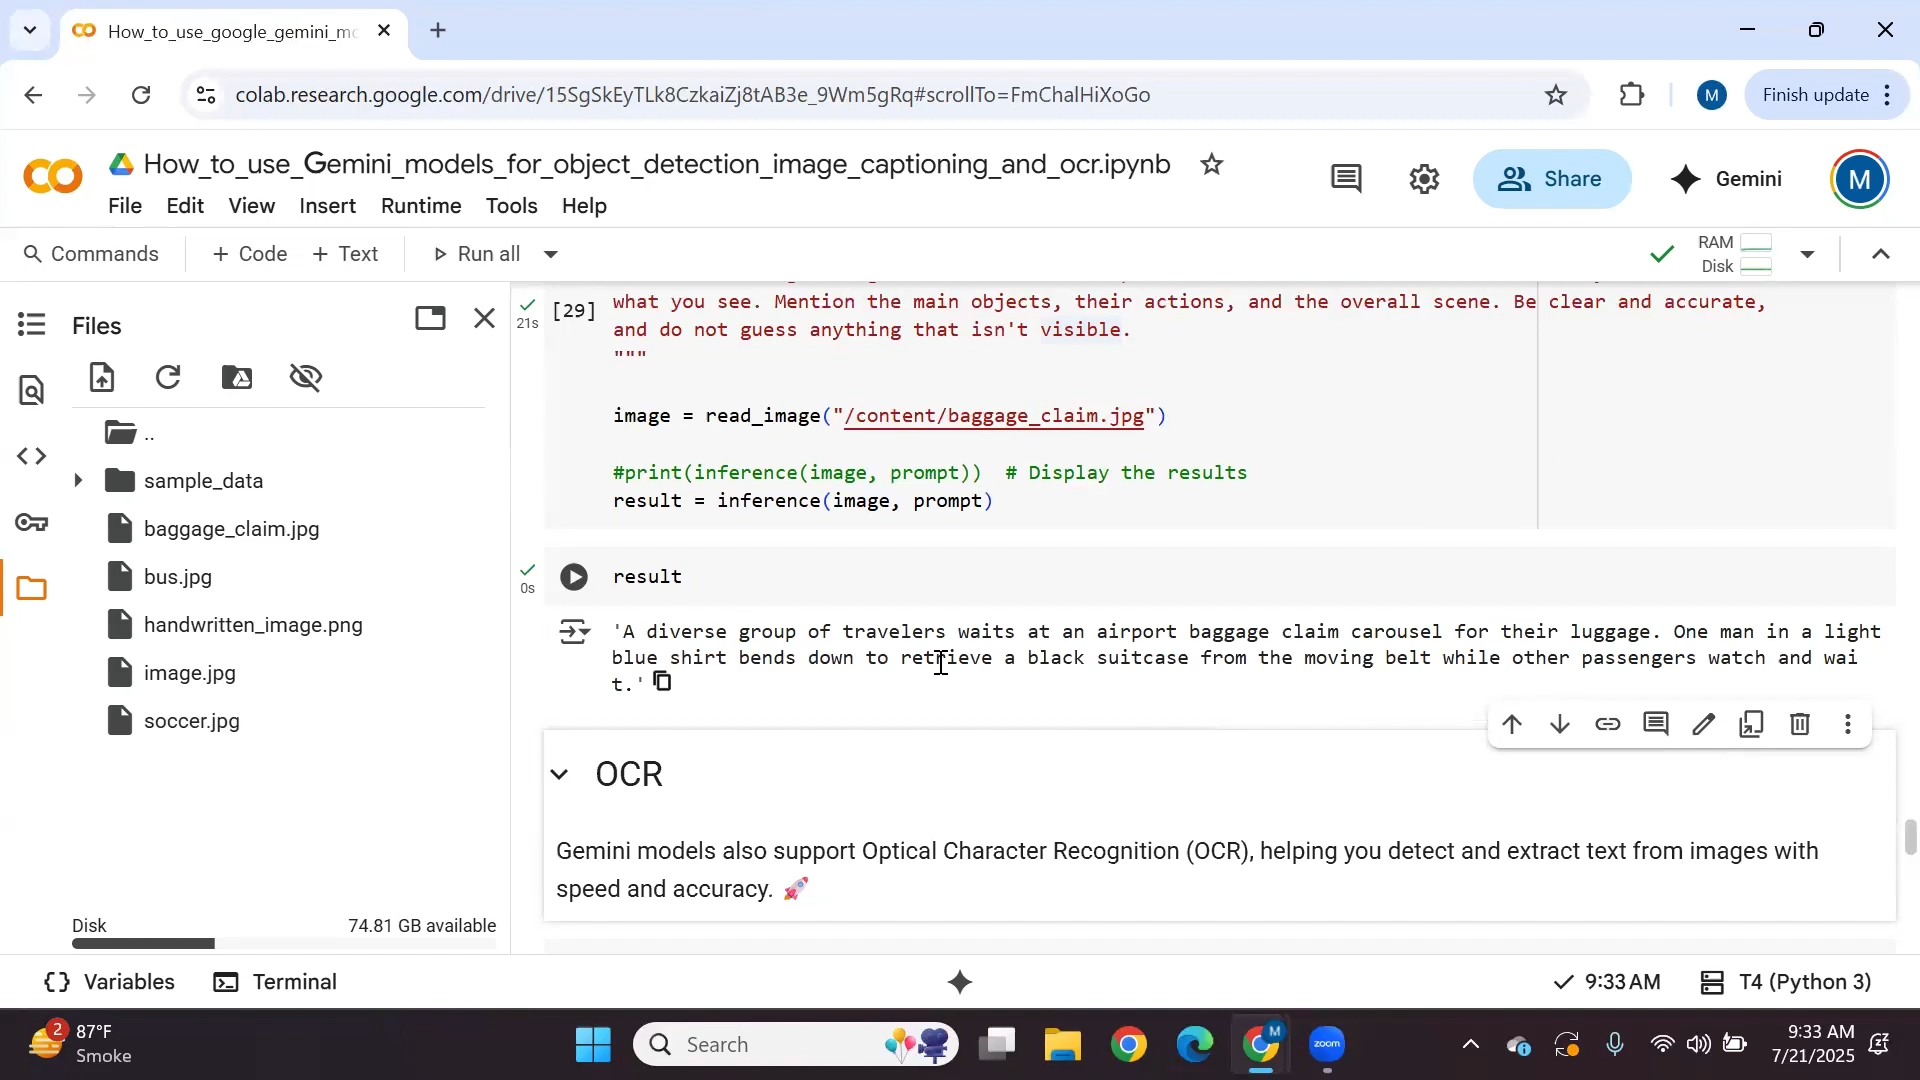 How_to_use_google_gemini_mo
colab.research.google.com/drive/15SgSkEyTLk8CzkaiZj8tAB3e_9Wm5gRq#scrollTo=FmChalHiXoGo
M
Finish update
How_to_use_Gemini_models_for_object_detection_image_captioning_and_ocr.ipynb
Share
Gemini
M
File Edit View Insert Runtime Tools Help
Commands
+ Code + Text
Run all
RAM
Disk
Files
..
sample_data
baggage_claim.jpg
bus.jpg
handwritten_image.png
image.jpg
soccer.jpg
Disk 74.81 GB available
21s
[29]
what you see. Mention the main objects, their actions, and the overall scene. Be clear and accurate,
and do not guess anything that isn't visible.
"""
image = read_image("/content/baggage_claim.jpg")
#print(inference(image, prompt))  # Display the results
result = inference(image, prompt)
0s
result
'A diverse group of travelers waits at an airport baggage claim carousel for their luggage. One man in a light
blue shirt bends down to retrieve a black suitcase from the moving belt while other passengers watch and wai
t.'
OCR
Gemini models also support Optical Character Recognition (OCR), helping you detect and extract text from images with
speed and accuracy. 🚀
Variables
Terminal
9:33 AM
T4 (Python 3)
2
87°F
Smoke
Search
M
zoom
9:33 AM
7/21/2025